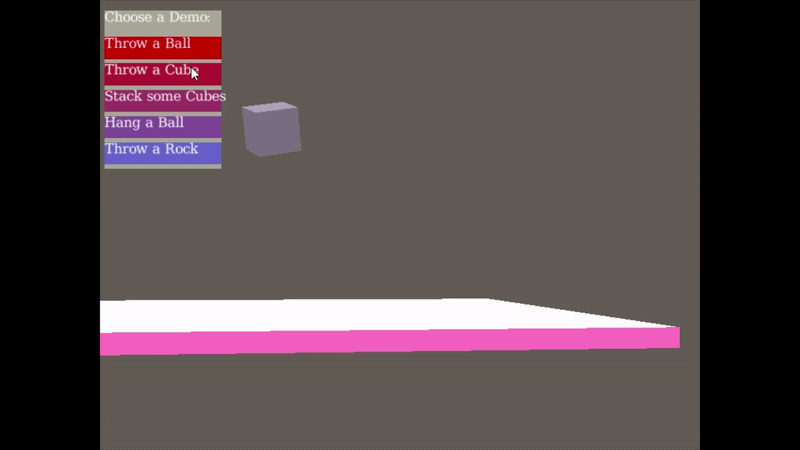 Choose a Demo:
Throw a Ball
Throw a Cube
Stack some Cubes
Hang a Ball
Throw a Rock